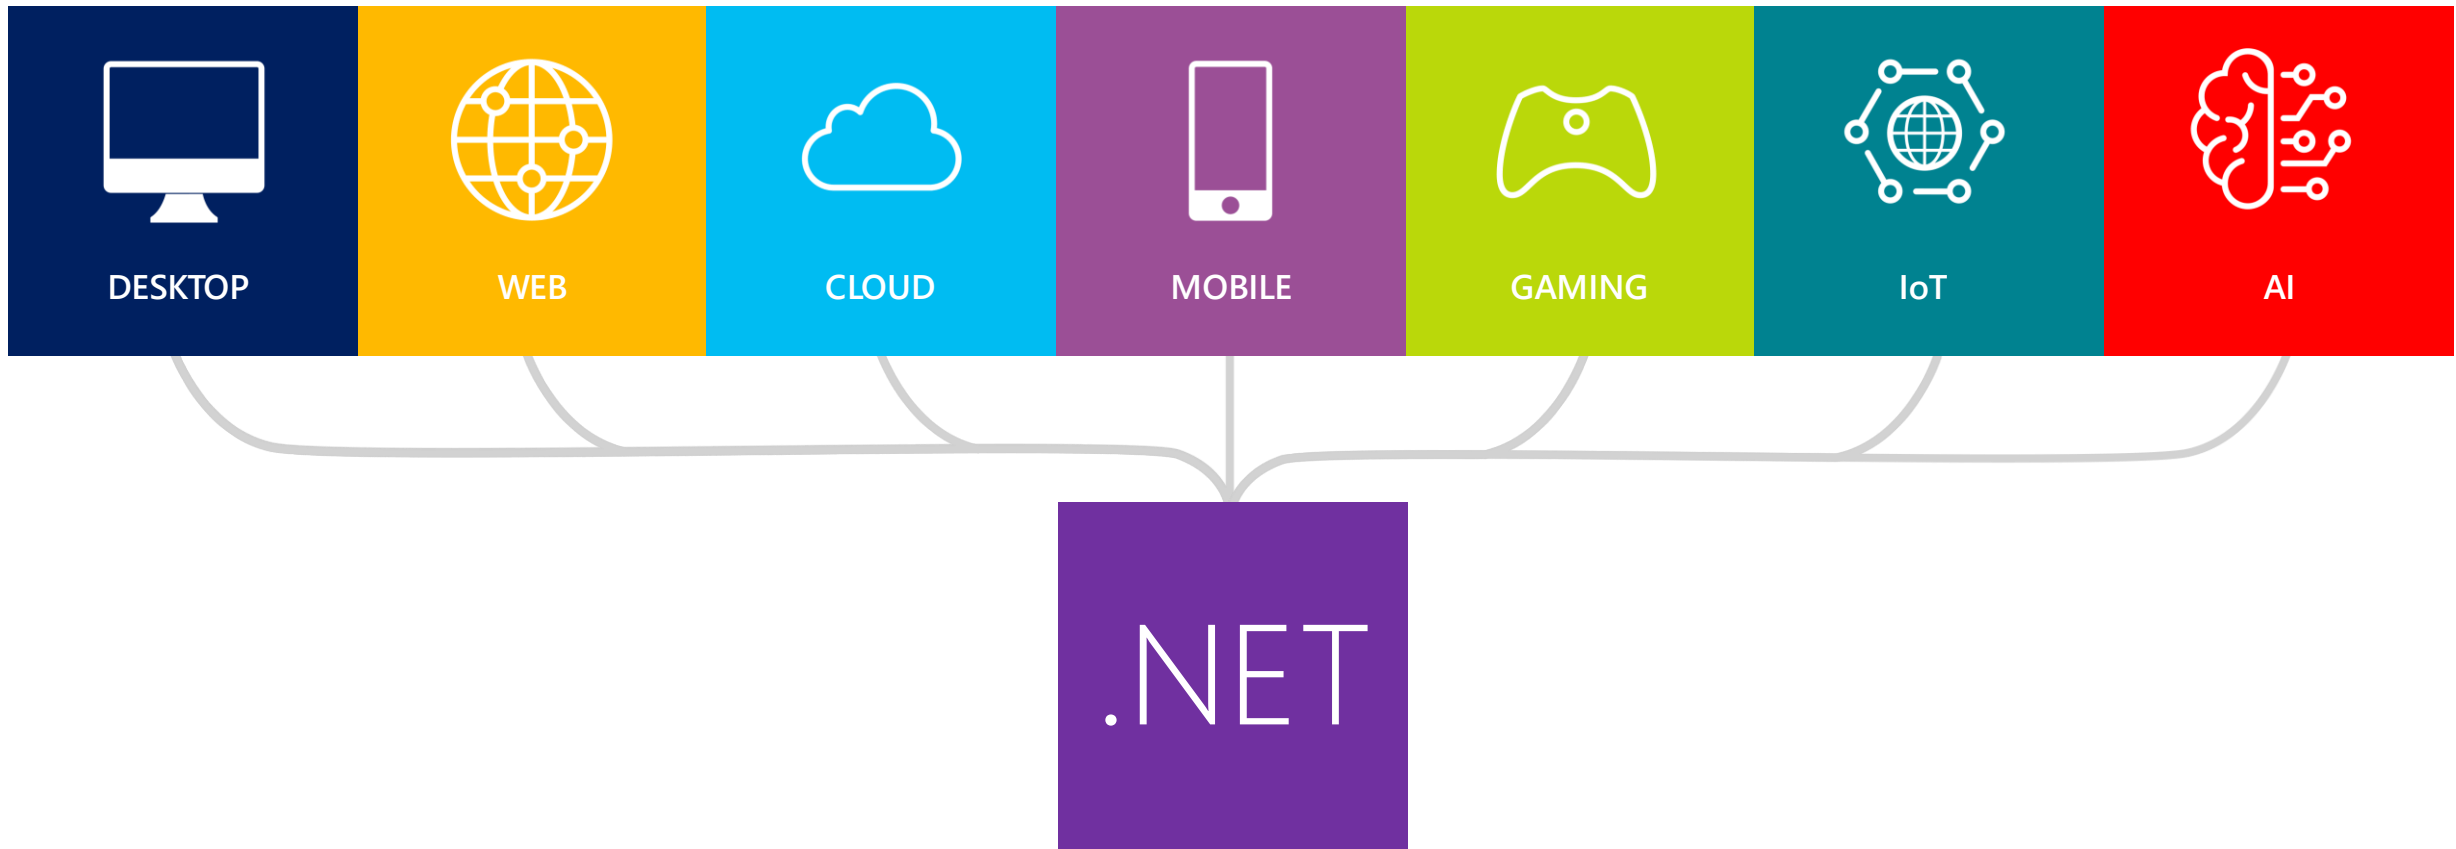 DESKTOP
WEB
CLOUD
MOBILE
GAMING
IoT
AI
.NET